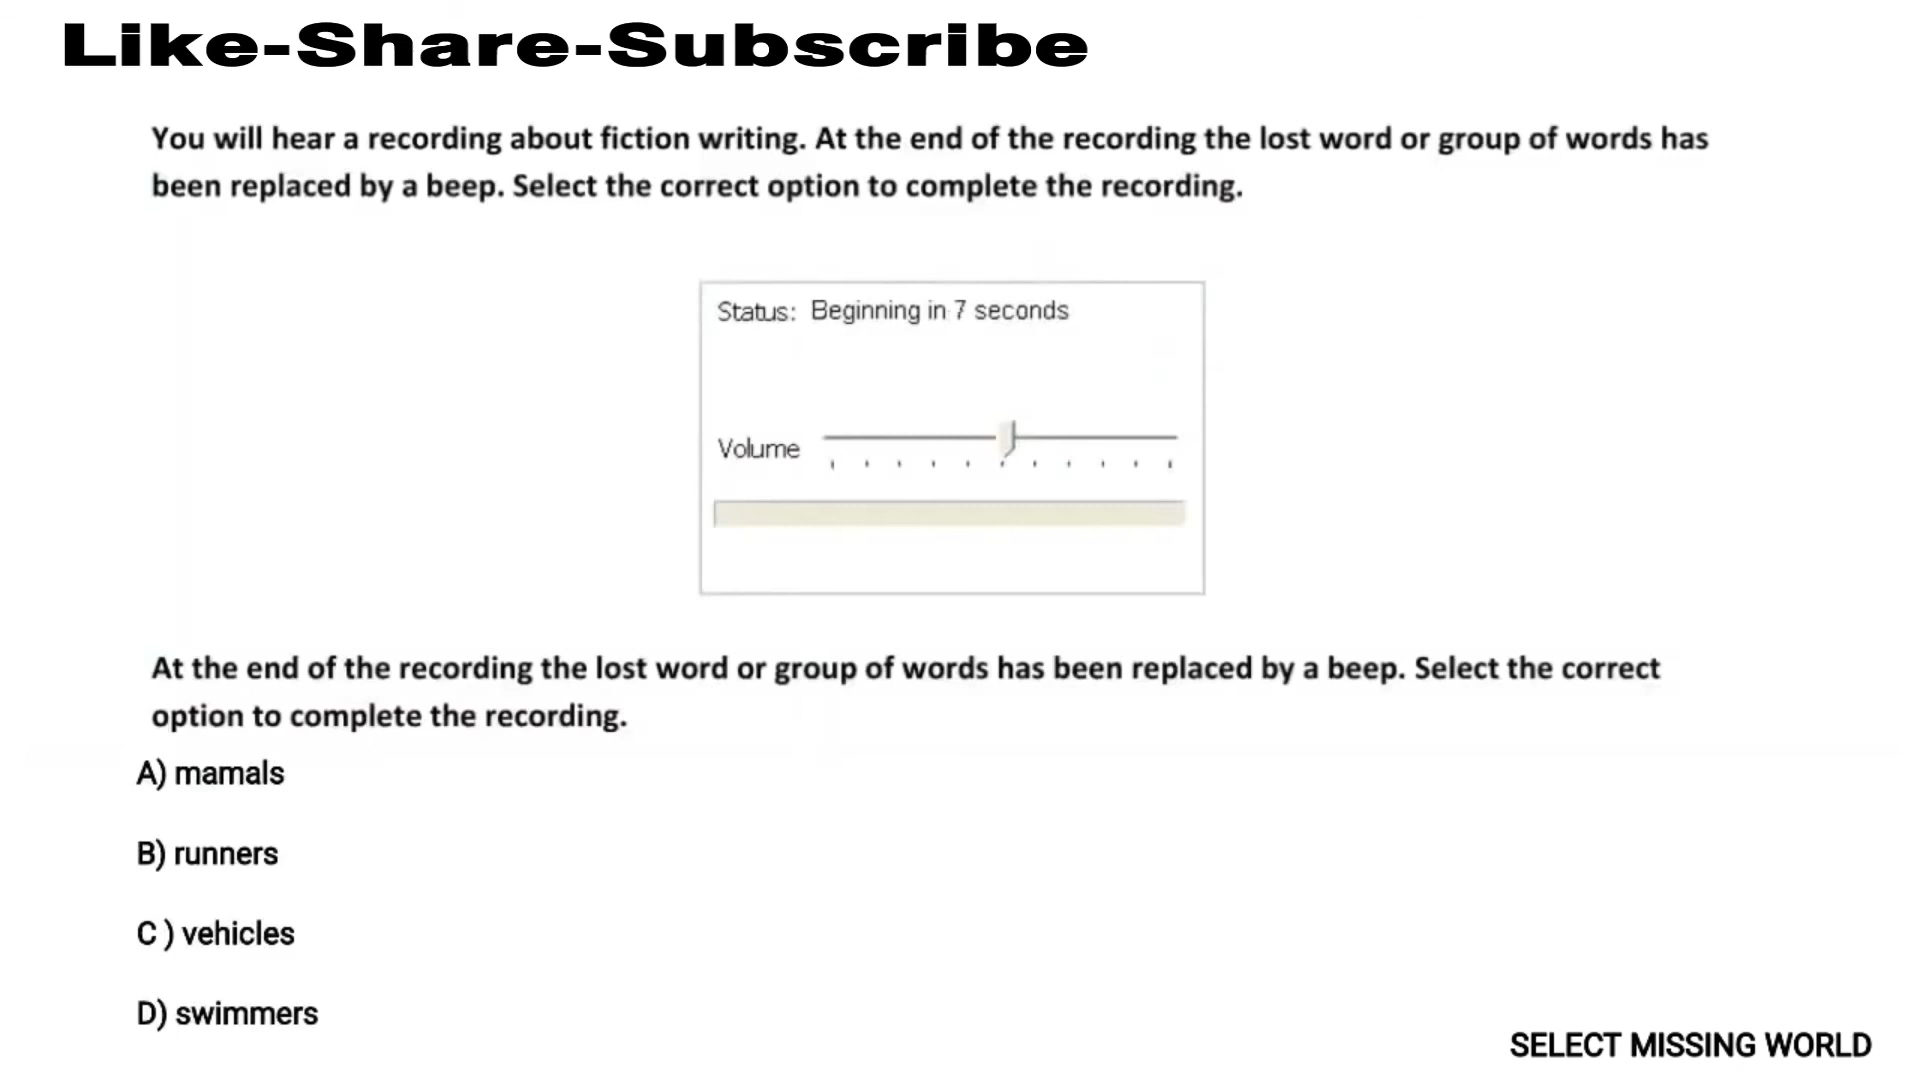 Like-Share-Subscribe
You will hear a recording about fiction writing. At the end of the recording the lost word or group of words has
been replaced by a beep. Select the correct option to complete the recording.
Status: Beginning in 7 seconds
Volume
At the end of the recording the lost word or group of words has been replaced by a beep. Select the correct
option to complete the recording.
A) mamals
B) runners
C ) vehicles
D) swimmers
SELECT MISSING WORLD